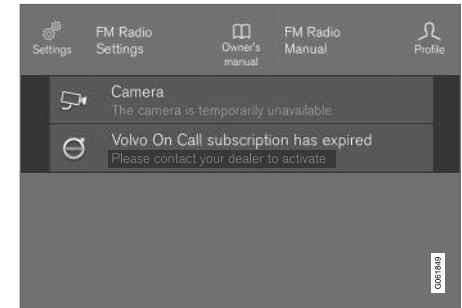 Settings
FM Radio
Settings
Owner's
manual
FM Radio
Manual
Profile
Camera
The camera is temporarily unavailable
Volvo On Call subscription has expired
Please contact your dealer to activate
G061849